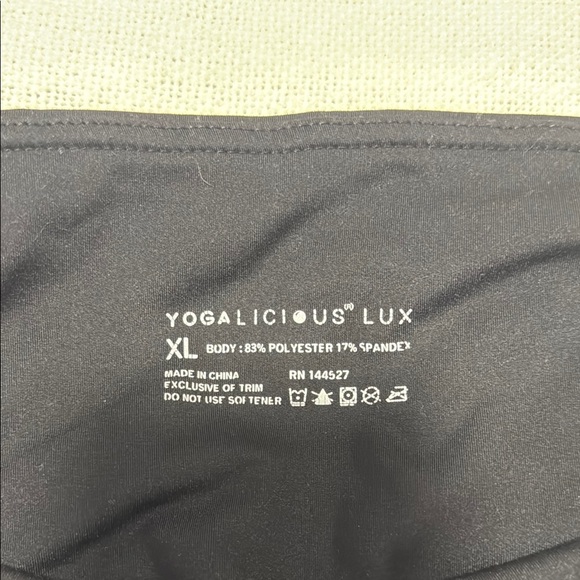 YOGALICIOUS LUX
XL BODY : 83% POLYESTER 17% SPANDEX
MADE IN CHINA RN 144527
EXCLUSIVE OF TRIM
DO NOT USE SOFTENER